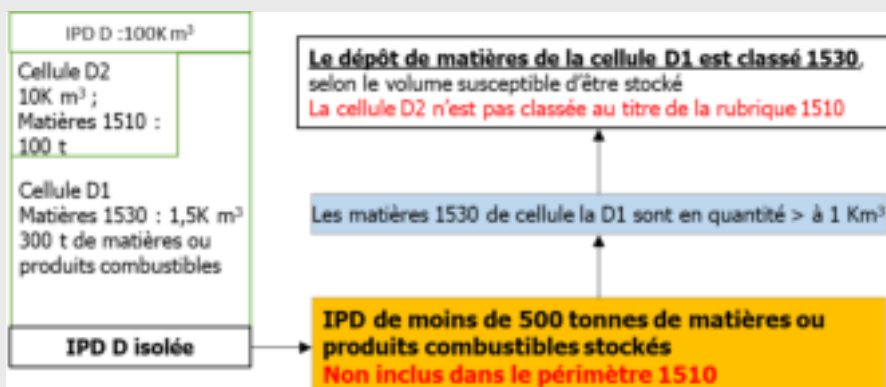 IPD D :100K m³
Cellule D2
10K m³ ;
Matières 1510 :
100 t
Cellule D1
Matières 1530 : 1,5K m³
300 t de matières ou
produits combustibles
IPD D isolée
Le dépôt de matières de la cellule D1 est classé 1530,
selon le volume susceptible d'être stocké
La cellule D2 n'est pas classée au titre de la rubrique 1510
Les matières 1530 de cellule la D1 sont en quantité > à 1 Km³
IPD de moins de 500 tonnes de matières ou
produits combustibles stockés
Non inclus dans le périmètre 1510